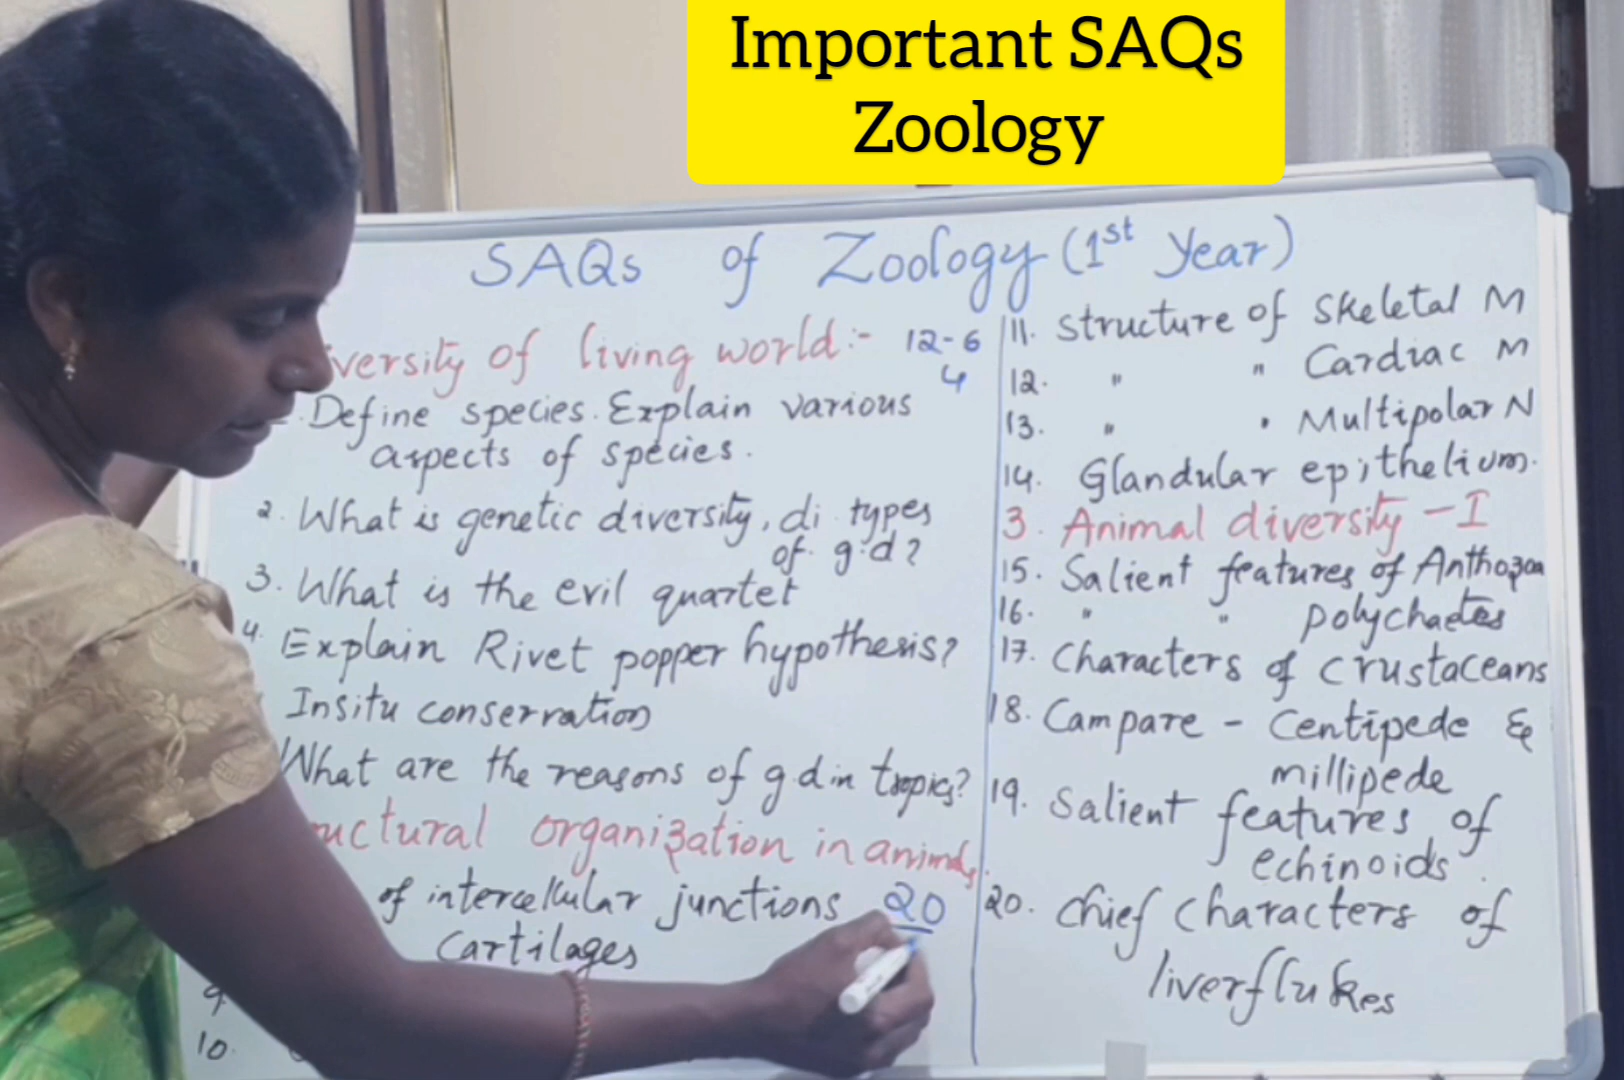 Important SAQs
Zoology
SAQs of Zoology (1st Year)
versity of living world:- 12-6
4
Define species. Explain various
aspects of species.
2. What is genetic diversity, di types
of g.d?
3. What is the evil quartet
4. Explain Rivet popper hypothesis?
Insitu conservation
What are the reasons of g.d in tropics?
uctural organization in animals.
of intercellular junctions 20
Cartilages
9
10.
11. Structure of Skeletal M
12. " " Cardiac M
13. " " Multipolar N
14. Glandular epithelium.
3. Animal diversity - I
15. Salient features of Anthozoa
16. " " polychaetes
17. Characters of crustaceans
18. Campare - Centipede &
millipede
19. Salient features of
echinoids.
20. Chief characters of
liverflukes